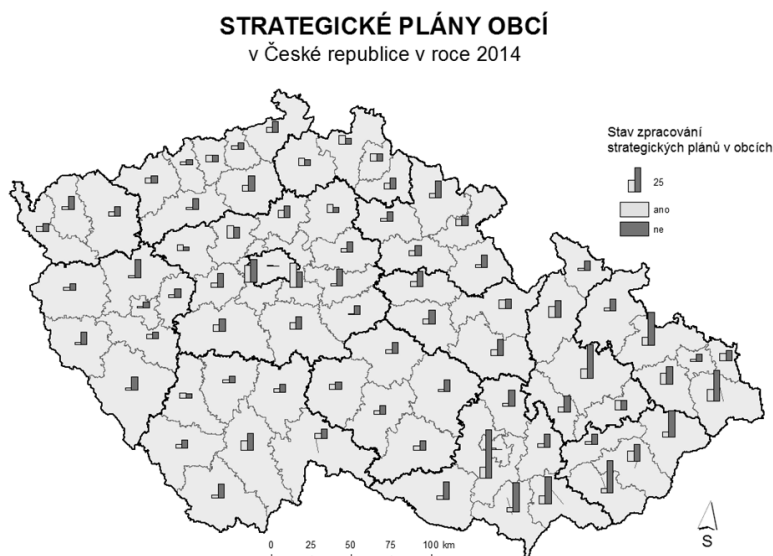 STRATEGICKÉ PLÁNY OBCÍ
v České republice v roce 2014
Stav zpracování
strategických plánů v obcích
25
ano
ne
0 25 50 75 100 km
S